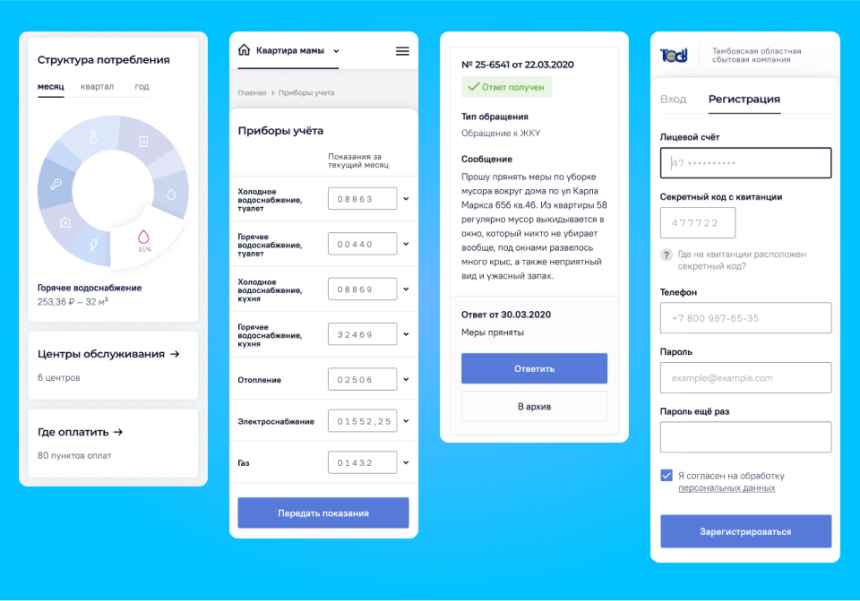 Структура потребления
месяц квартал год
21%
Горячее водоснабжение
253,36 ₽ — 32 м³
Центры обслуживания →
6 центров
Где оплатить →
80 пунктов оплат
Квартира мамы
Главная > Приборы учета
Приборы учёта
Показания за
текущий месяц
Холодное
водоснабжение,
туалет
08863
Горячее
водоснабжение,
туалет
00440
Холодное
водоснабжение,
кухня
08869
Горячее
водоснабжение,
кухня
32469
Отопление
02506
Электроснабжение
01552,25
Газ
01432
Передать показания
№ 25-6541 от 22.03.2020
Ответ получен
Тип обращения
Обращение к ЖКУ
Сообщение
Прошу прянять меры по уборке
мусора вокруг дома по ул Карла
Маркса 656 кв.46. Из квартиры 58
регулярно мусор выкидывается в
окно, который никто не убирает
вообще, под окнами развелось
много крыс, а также неприятный
вид и ужасный запах.
Ответ от 30.03.2020
Меры пряняты
Ответить
В архив
ТОСК
Тамбовская областная
сбытовая компания
Вход Регистрация
Лицевой счёт
47 ••••••••••
Секретный код с квитанции
477722
? Где на квитанции расположен
секретный код?
Телефон
+7 800 987-65-35
Пароль
example@example.com
Пароль ещё раз
Я согласен на обработку
персональных данных
Зарегистрироваться